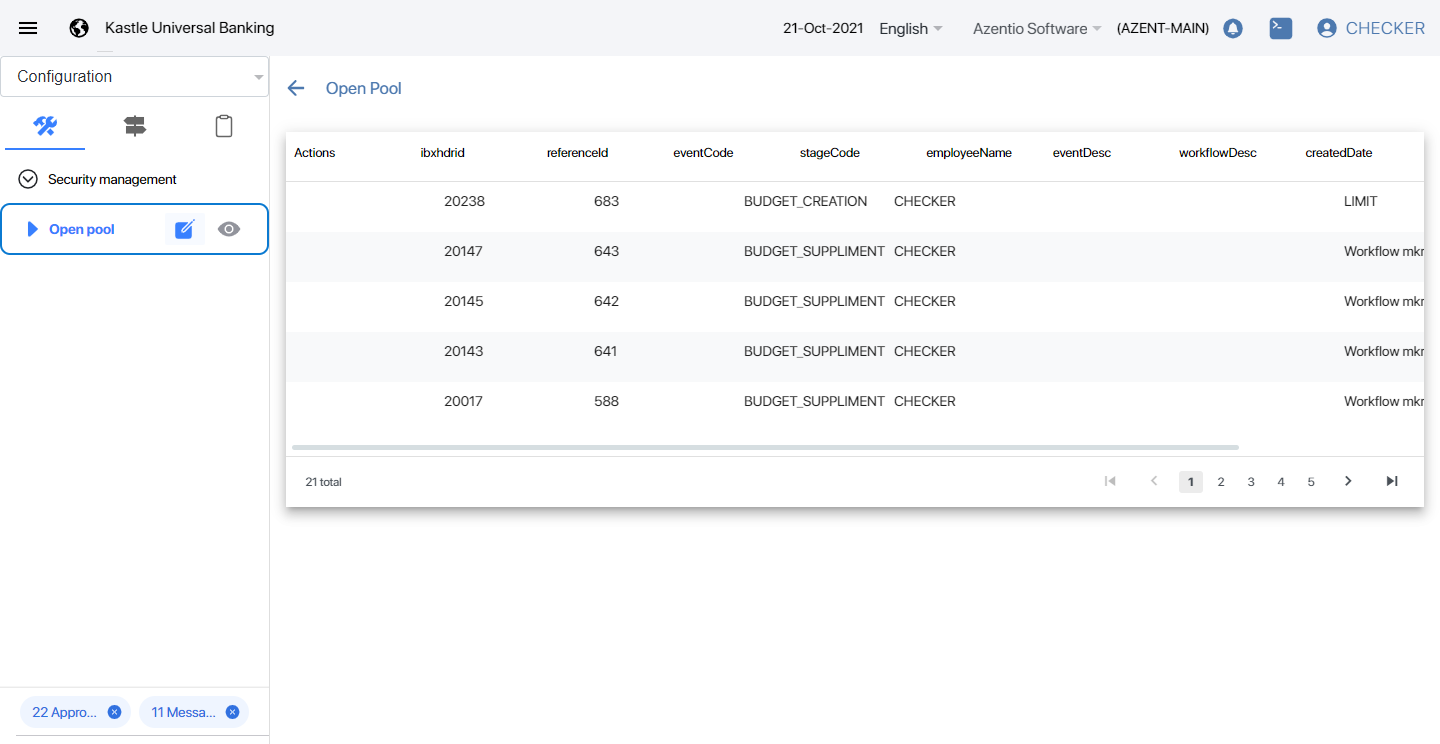 Kastle Universal Banking 21-Oct-2021 English Azentio Software (AZENT-MAIN) CHECKER
Configuration
Open Pool
Security management
Open pool
Actions ibxhdrid referenceId eventCode stageCode employeeName eventDesc workflowDesc createdDate
20238 683 BUDGET_CREATION CHECKER LIMIT
20147 643 BUDGET_SUPPLIMENT CHECKER Workflow mkr
20145 642 BUDGET_SUPPLIMENT CHECKER Workflow mkr
20143 641 BUDGET_SUPPLIMENT CHECKER Workflow mkr
20017 588 BUDGET_SUPPLIMENT CHECKER Workflow mkr
21 total 1 2 3 4 5
22 Appro... 11 Messa...